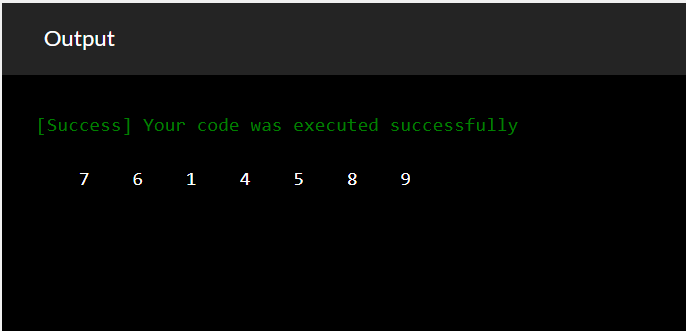 Output
[Success] Your code was executed successfully
7 6 1 4 5 8 9